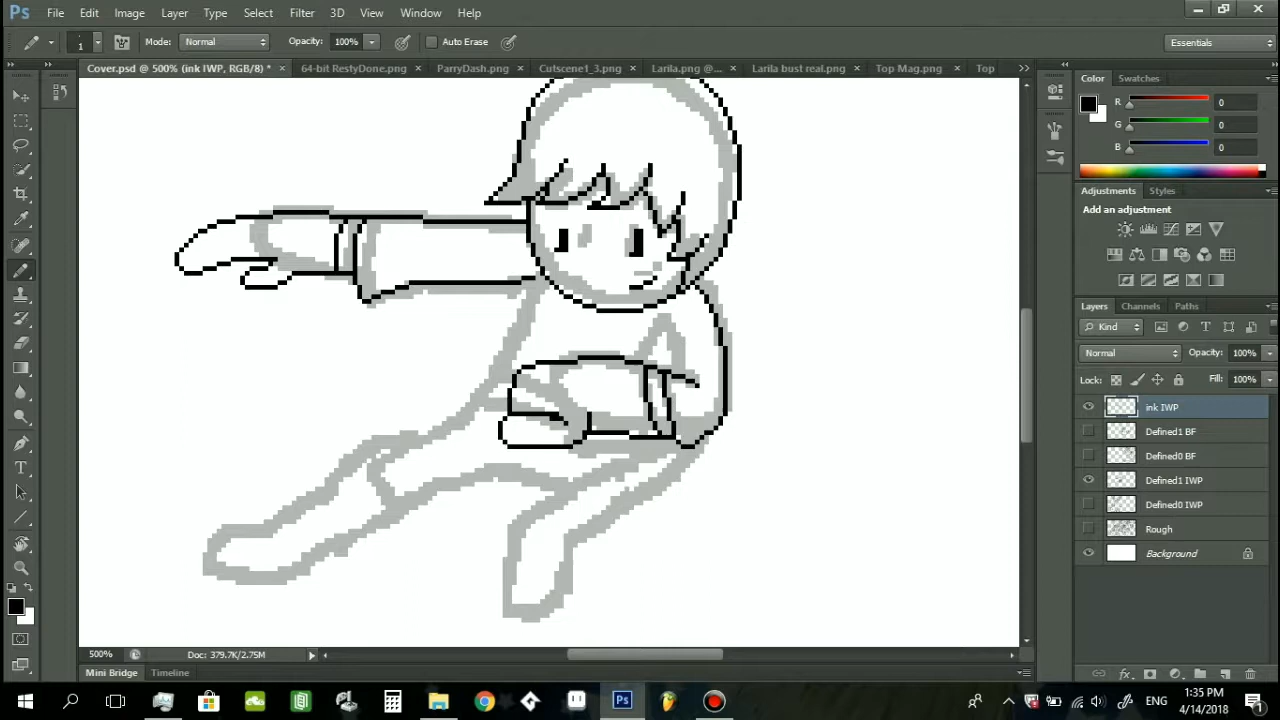 Ps File Edit Image Layer Type Select Filter 3D View Window Help
1 Mode: Normal Opacity: 100% Auto Erase Essentials
Cover.psd @ 500% (ink IWP, RGB/8) * × 64-bit RestyDone.png × ParryDash.png × Cutscene1_3.png × Larila.png @ ... × Larila bust real.png × Top Mag.png × Top
Color Swatches
R 0
G 0
B 0
Adjustments Styles
Add an adjustment
Layers Channels Paths
Kind
Normal Opacity: 100%
Lock: Fill: 100%
ink IWP
Defined1 BF
Defined0 BF
Defined1 IWP
Defined0 IWP
Rough
Background
500% Doc: 379.7K/2.75M
Mini Bridge Timeline
Ps ENG 1:35 PM
4/14/2018